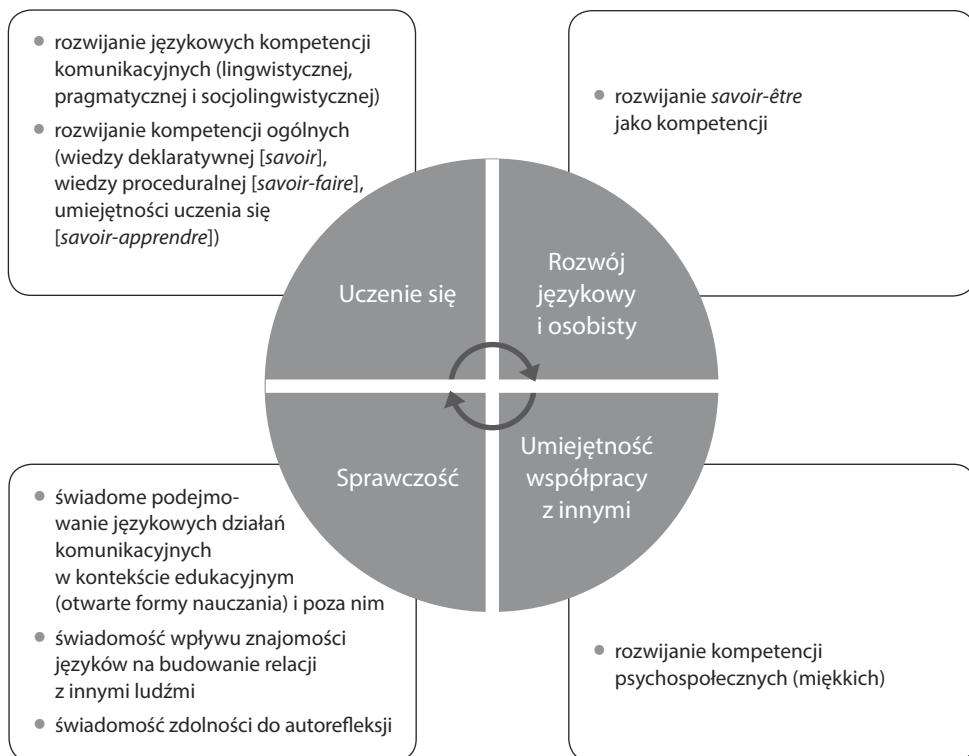 • rozwijanie językowych kompetencji
komunikacyjnych (lingwistycznej,
pragmatycznej i socjolingwistycznej)
• rozwijanie kompetencji ogólnych
(wiedzy deklaratywnej [savoir],
wiedzy proceduralnej [savoir-faire],
umiejętności uczenia się
[savoir-apprendre])
• rozwijanie savoir-être
jako kompetencji
Uczenie się
Rozwój
językowy
i osobisty
Sprawczość
Umiejętność
współpracy
z innymi
• świadome podejmo-
wanie językowych działań
komunikacyjnych
w kontekście edukacyjnym
(otwarte formy nauczania) i poza nim
• świadomość wpływu znajomości
języków na budowanie relacji
z innymi ludźmi
• świadomość zdolności do autorefleksji
• rozwijanie kompetencji
psychospołecznych (miękkich)